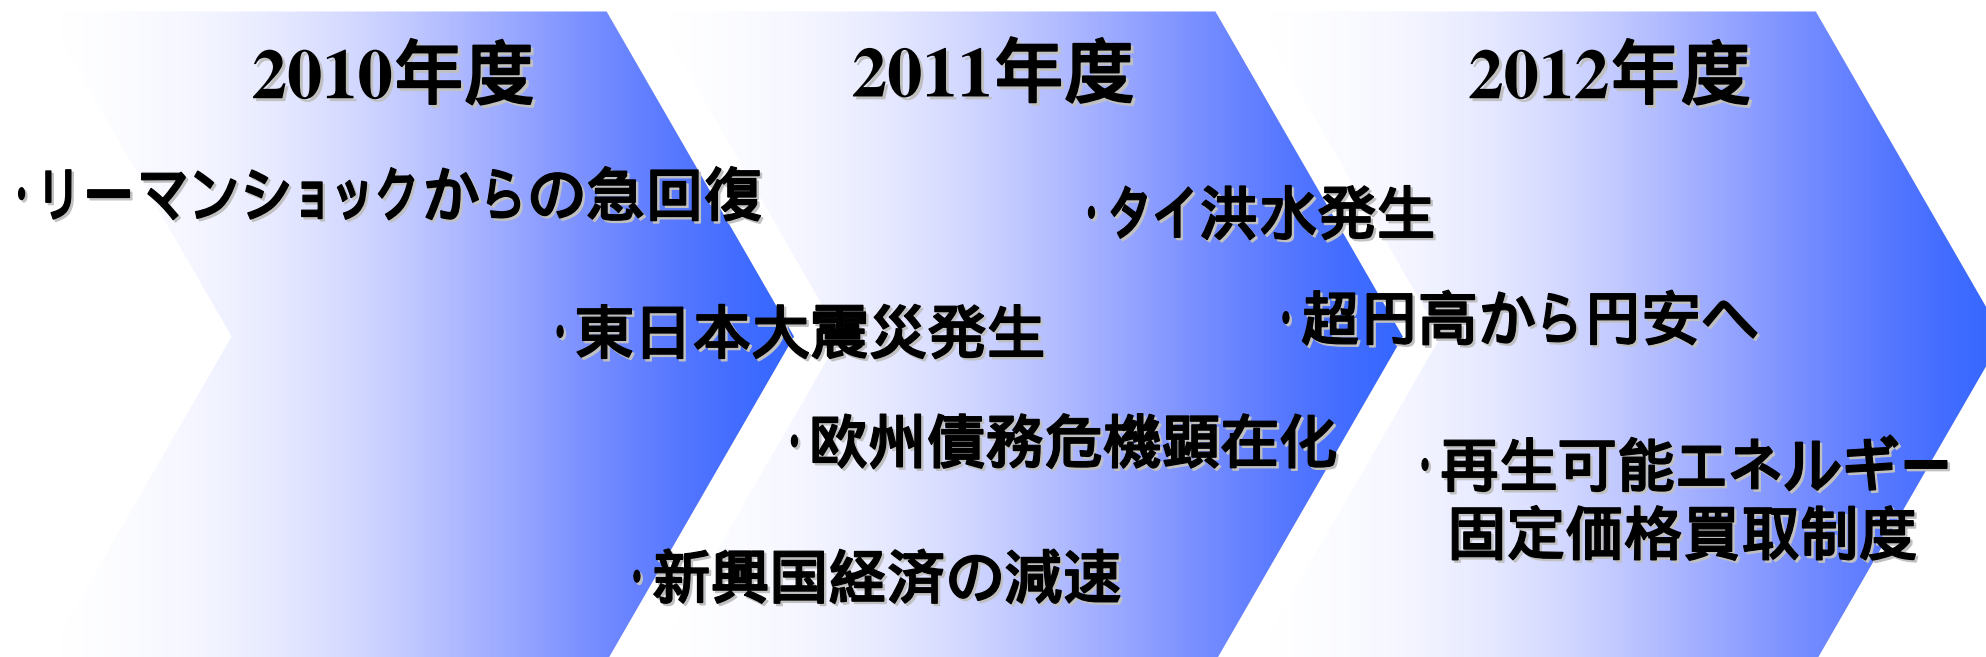 2010年度
・リーマンショックからの急回復
2011年度
・東日本大震災発生
・タイ洪水発生
・欧州債務危機顕在化
・新興国経済の減速
2012年度
・超円高から円安へ
・再生可能エネルギー
固定価格買取制度